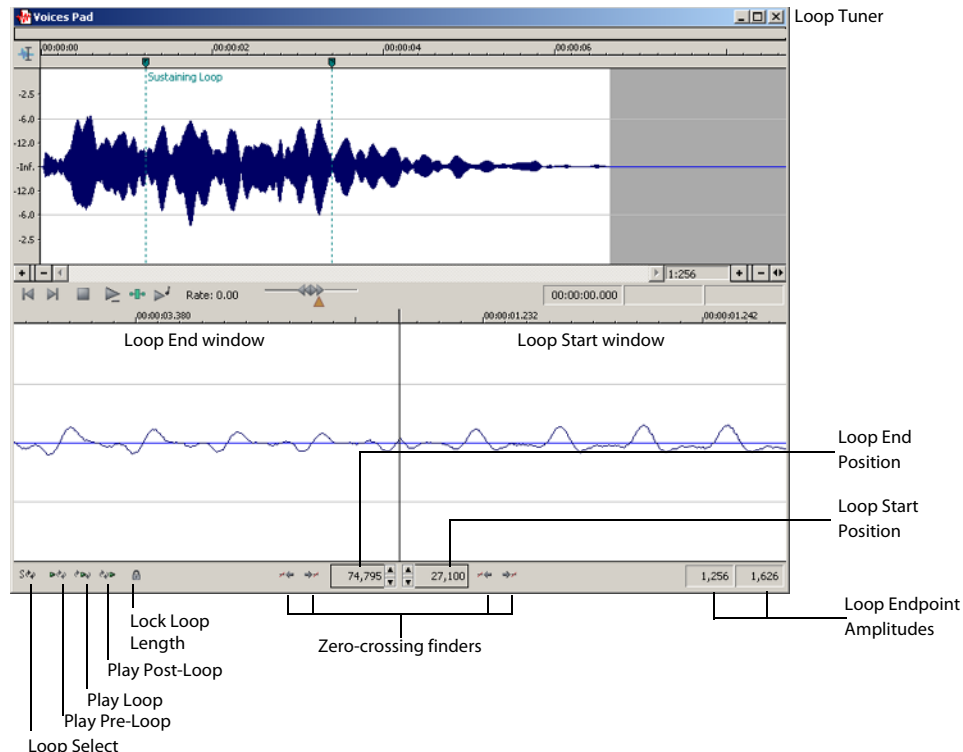 Voices Pad
Loop Tuner
00:00:00 00:00:02 00:00:04 00:00:06
Sustaining Loop
-2.5
-6.0
-12.0
-Inf.
-12.0
-6.0
-2.5
1:256
Rate: 0.00
00:00:00.000
00:00:03.380 00:00:01.232 00:00:01.242
Loop End window Loop Start window
Loop End
Position
Loop Start
Position
74,795 27,100 1,256 1,626
Loop Endpoint
Amplitudes
Lock Loop
Length
Zero-crossing finders
Play Post-Loop
Play Loop
Play Pre-Loop
Loop Select